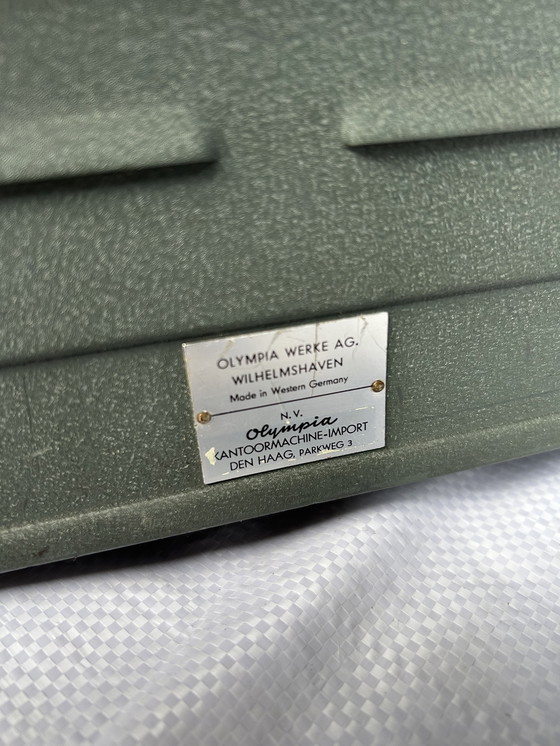 OLYMPIA WERKE AG.
WILHELMSHAVEN
Made in Western Germany
N.V.
Olympia
KANTOORMACHINE-IMPORT
DEN HAAG, PARKWEG 3